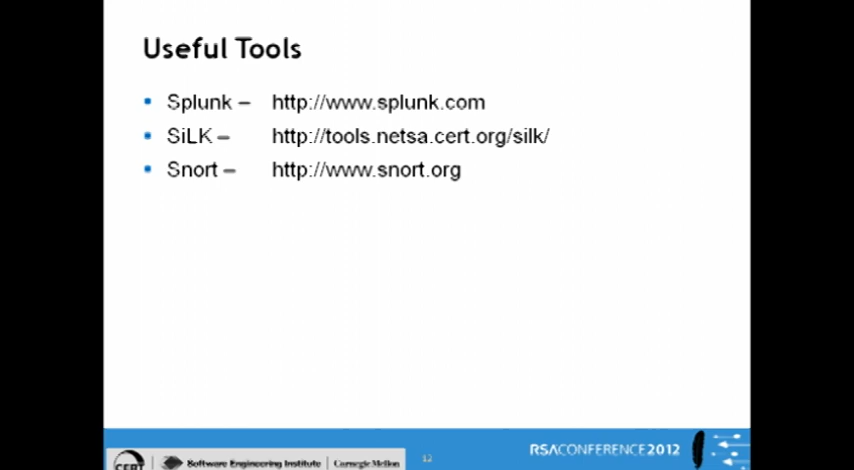 Useful Tools
Splunk – http://www.splunk.com
SiLK – http://tools.netsa.cert.org/silk/
Snort – http://www.snort.org
CERT Software Engineering Institute Carnegie Mellon 12 RSACONFERENCE2012